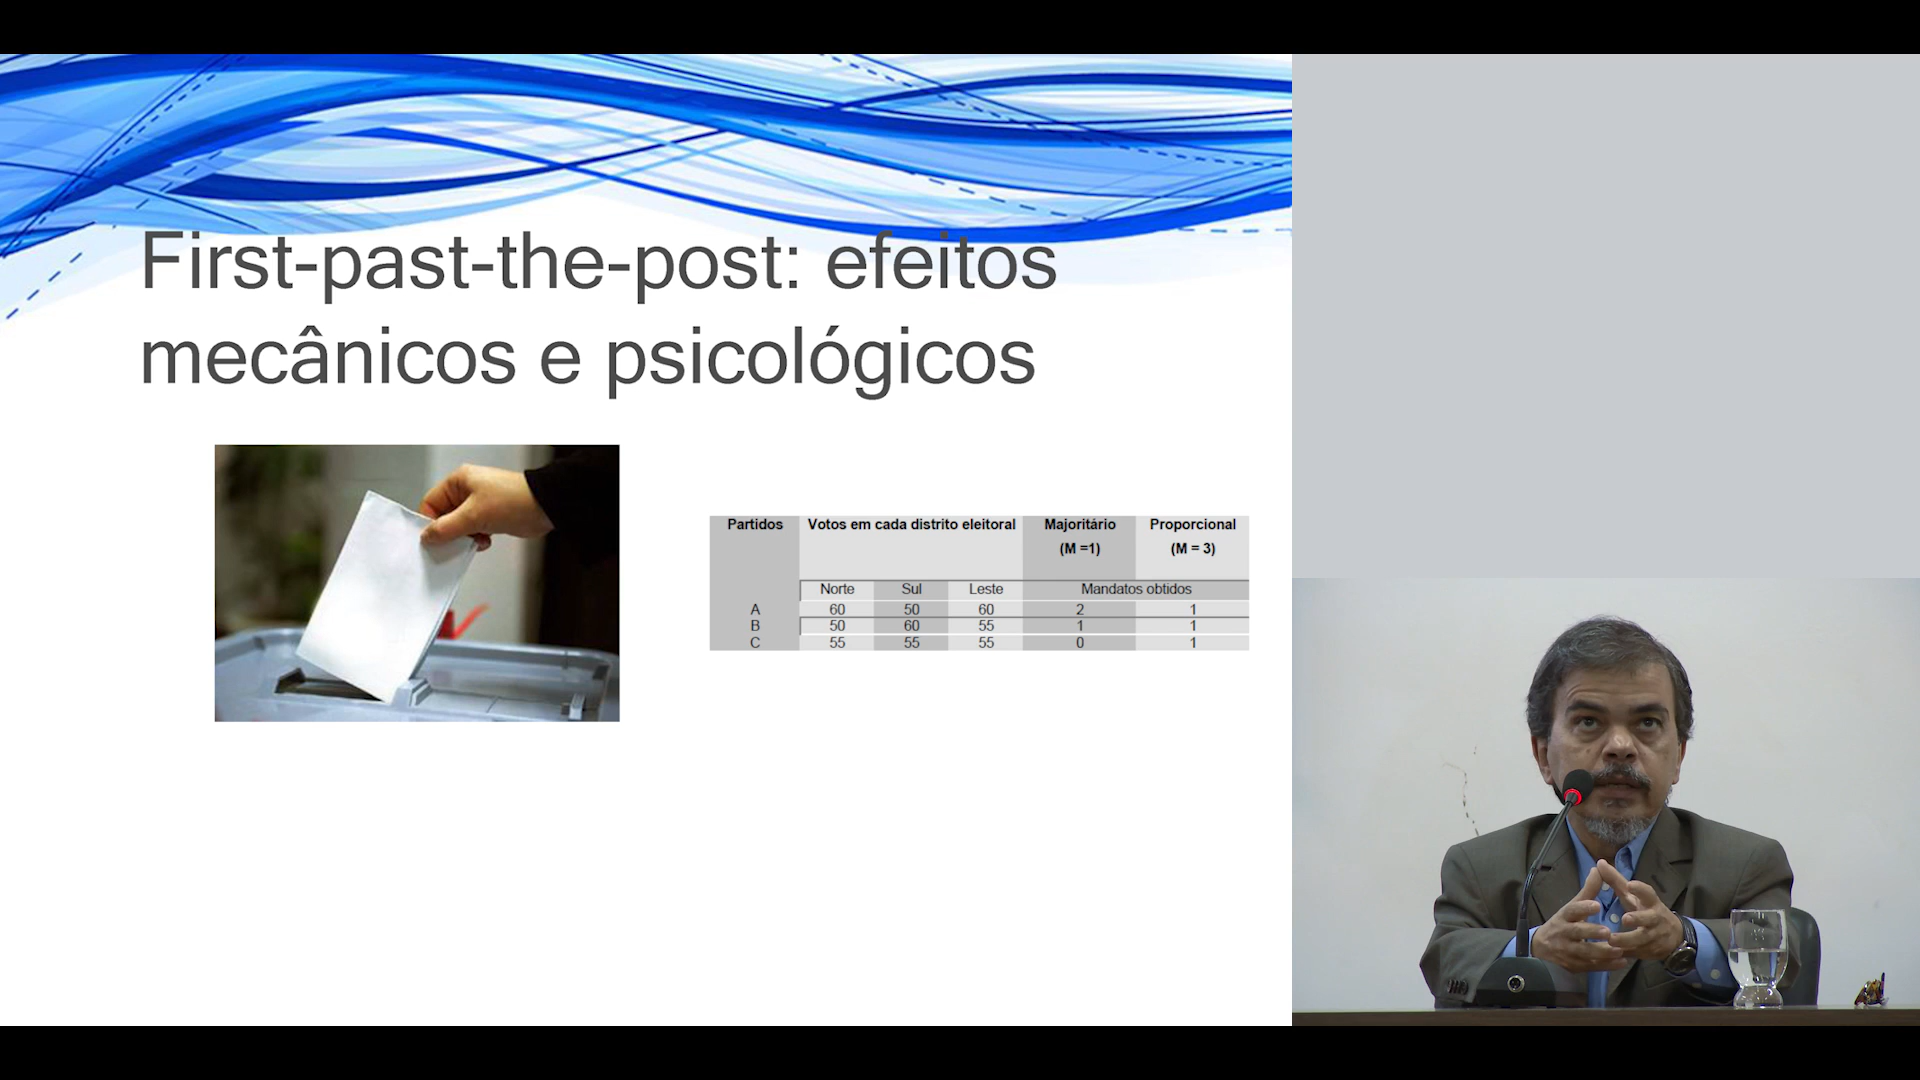 First-past-the-post: efeitos
mecânicos e psicológicos
Partidos Votos em cada distrito eleitoral Majoritário Proporcional
(M =1) (M = 3)
Norte Sul Leste Mandatos obtidos
A 60 50 60 2 1
B 50 60 55 1 1
C 55 55 55 0 1